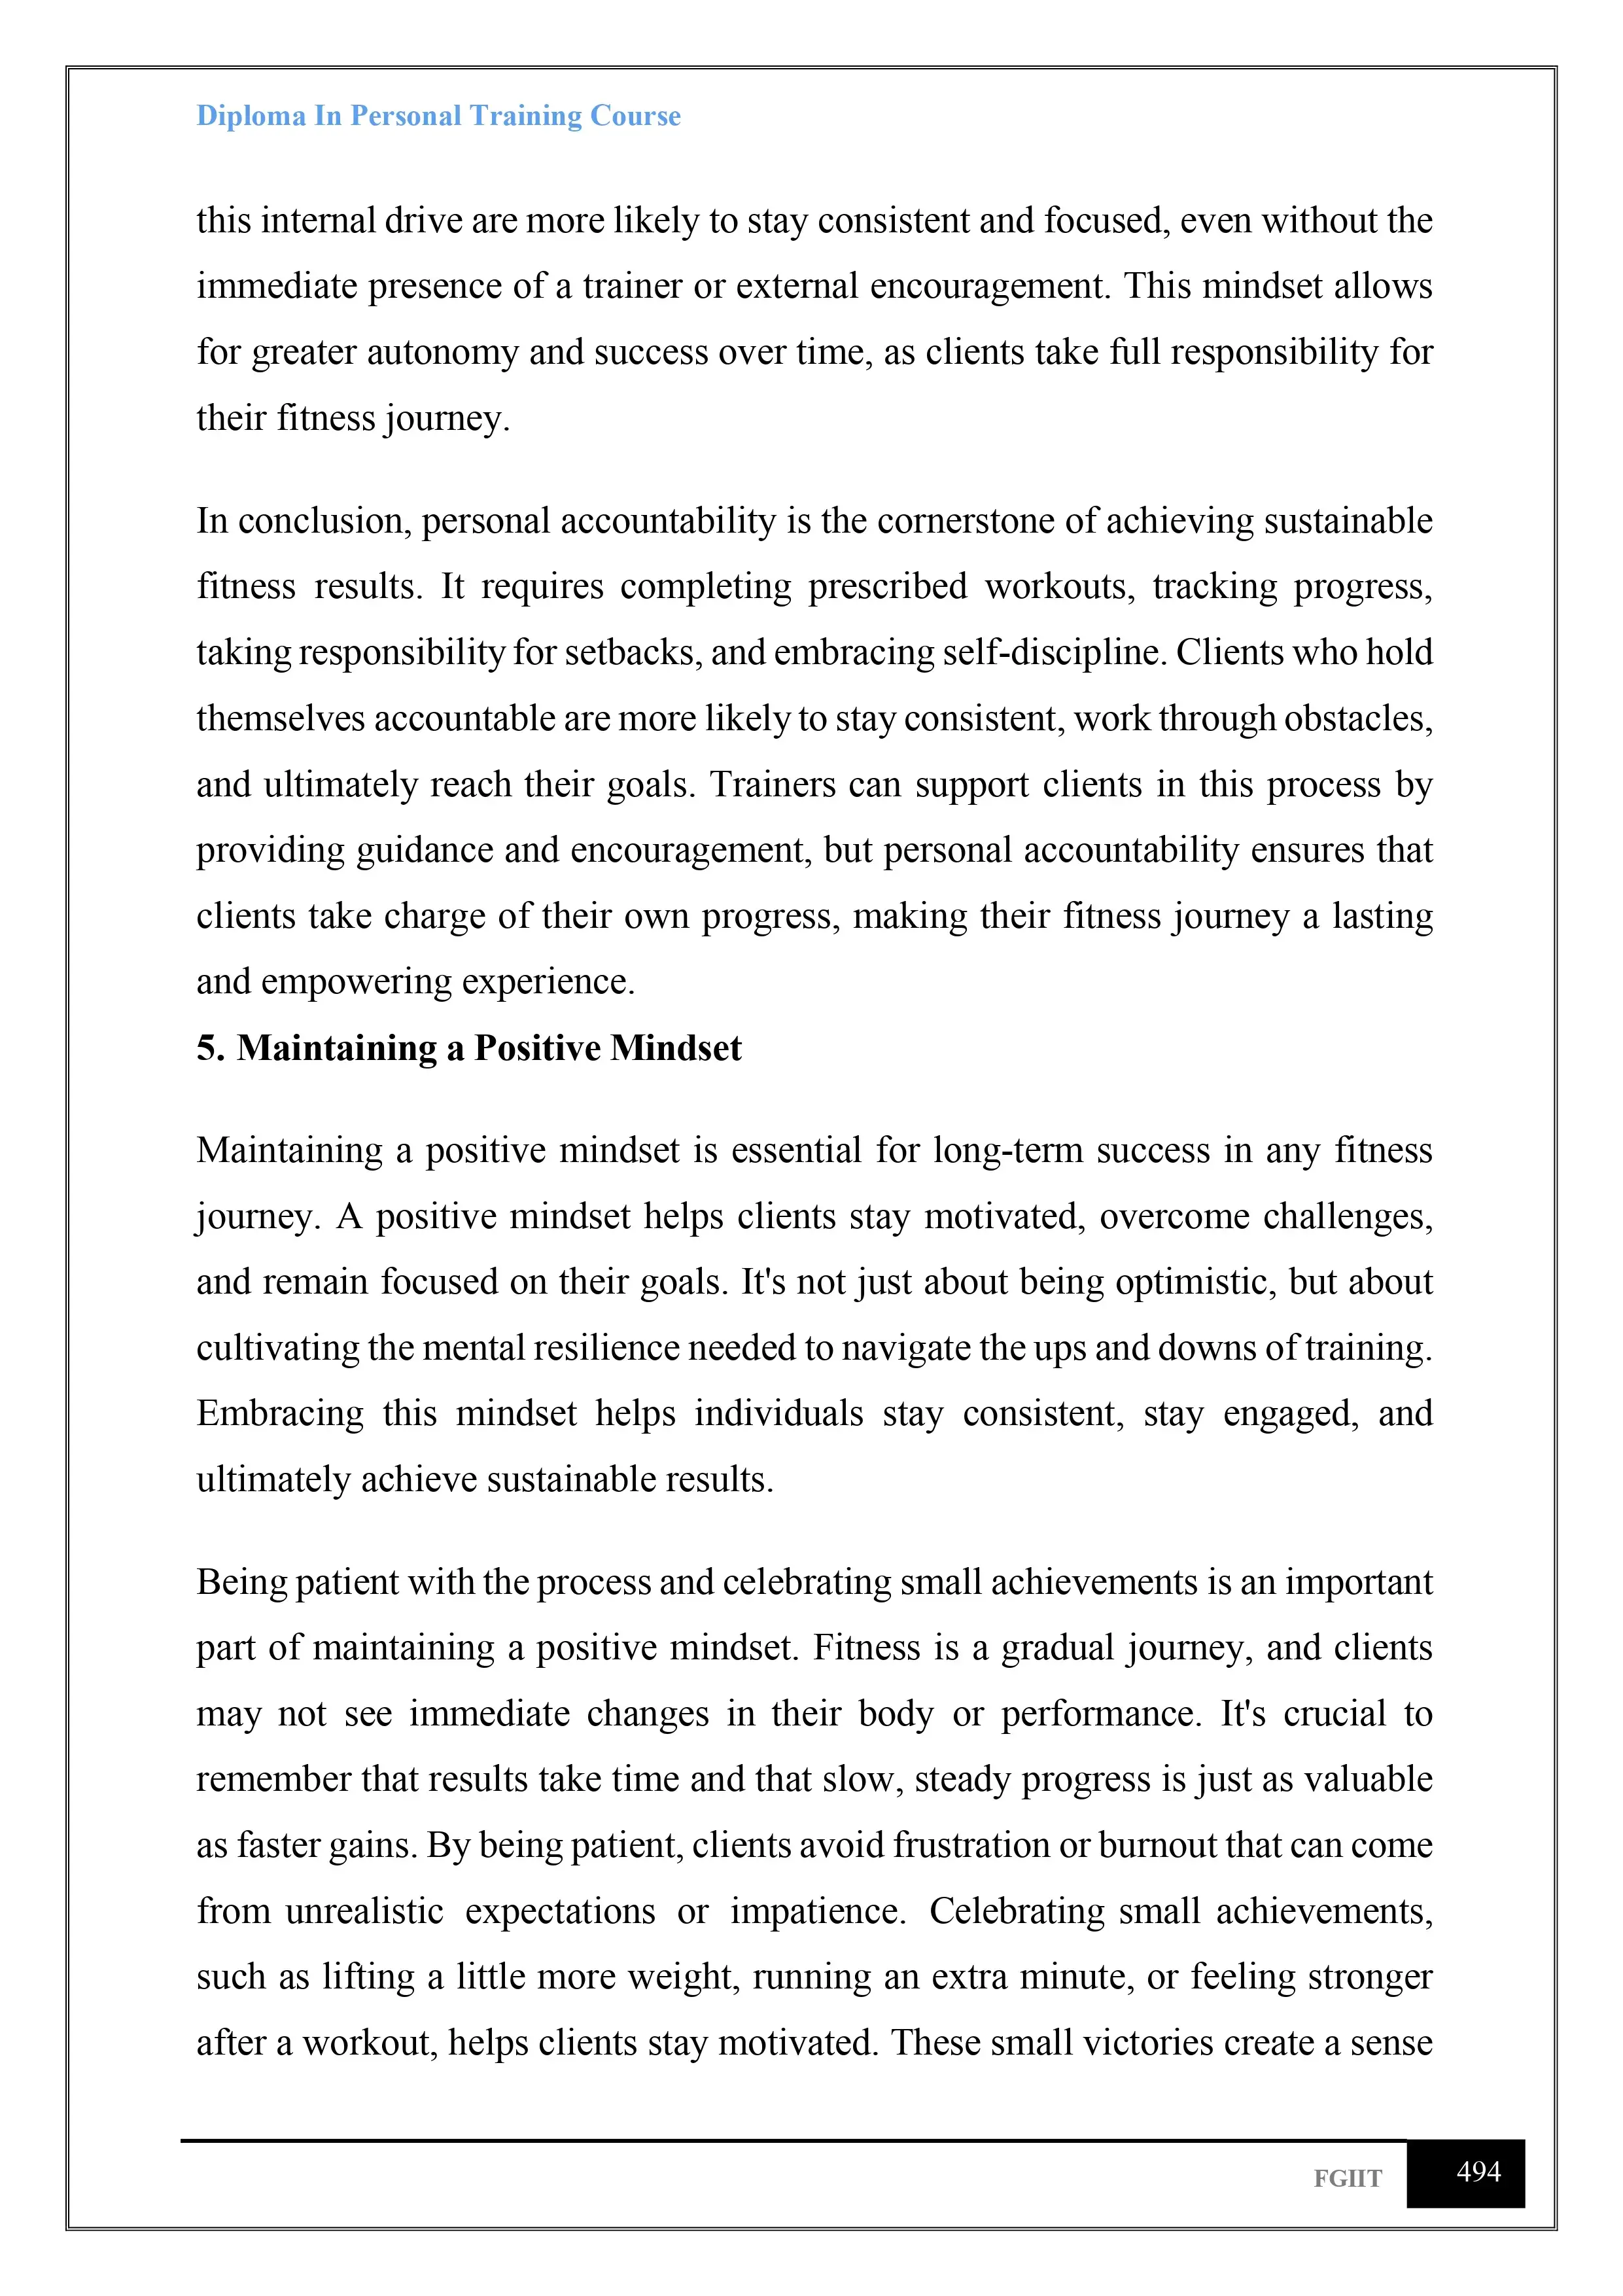 Diploma In Personal Training Course
this internal drive are more likely to stay consistent and focused, even without the
immediate presence of a trainer or external encouragement. This mindset allows
for greater autonomy and success over time, as clients take full responsibility for
their fitness journey.
In conclusion, personal accountability is the cornerstone of achieving sustainable
fitness results. It requires completing prescribed workouts, tracking progress,
taking responsibility for setbacks, and embracing self-discipline. Clients who hold
themselves accountable are more likely to stay consistent, work through obstacles,
and ultimately reach their goals. Trainers can support clients in this process by
providing guidance and encouragement, but personal accountability ensures that
clients take charge of their own progress, making their fitness journey a lasting
and empowering experience.
5. Maintaining a Positive Mindset
Maintaining a positive mindset is essential for long-term success in any fitness
journey. A positive mindset helps clients stay motivated, overcome challenges,
and remain focused on their goals. It's not just about being optimistic, but about
cultivating the mental resilience needed to navigate the ups and downs of training.
Embracing this mindset helps individuals stay consistent, stay engaged, and
ultimately achieve sustainable results.
Being patient with the process and celebrating small achievements is an important
part of maintaining a positive mindset. Fitness is a gradual journey, and clients
may not see immediate changes in their body or performance. It's crucial to
remember that results take time and that slow, steady progress is just as valuable
as faster gains. By being patient, clients avoid frustration or burnout that can come
from unrealistic expectations or impatience. Celebrating small achievements,
such as lifting a little more weight, running an extra minute, or feeling stronger
after a workout, helps clients stay motivated. These small victories create a sense
FGIIT 494